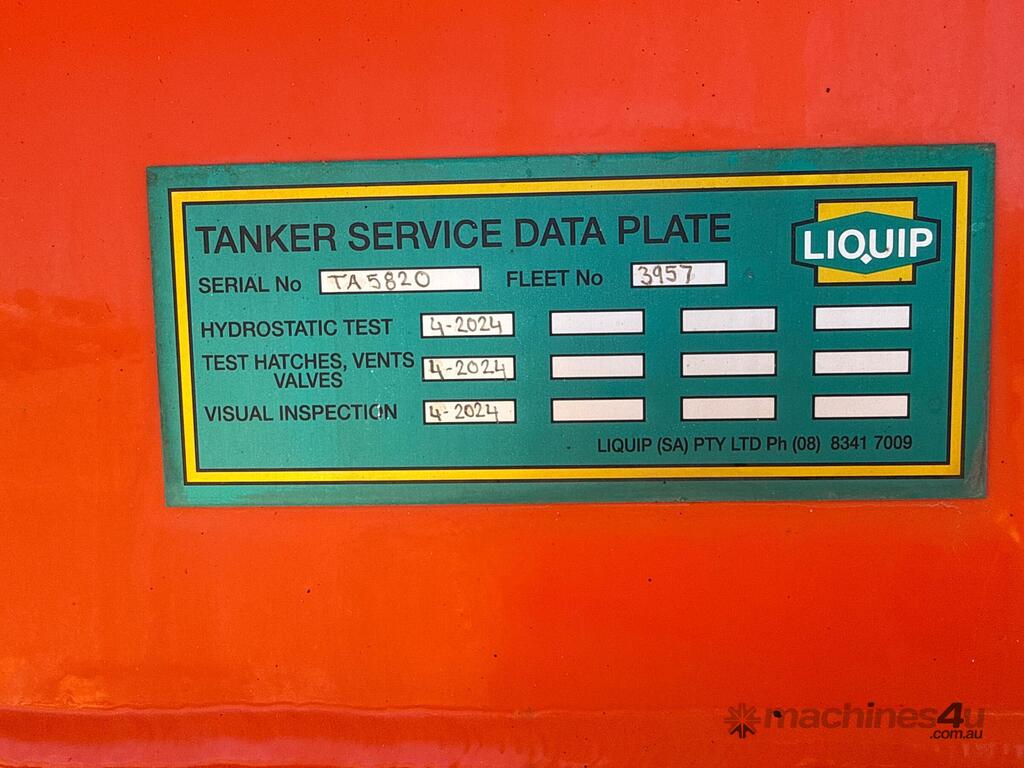 TANKER SERVICE DATA PLATE
LIQUIP
SERIAL No TA5820 FLEET No 3957
HYDROSTATIC TEST 4-2024
TEST HATCHES, VENTS
VALVES 4-2024
VISUAL INSPECTION 4-2024
LIQUIP (SA) PTY LTD Ph (08) 8341 7009
machines4u
.com.au